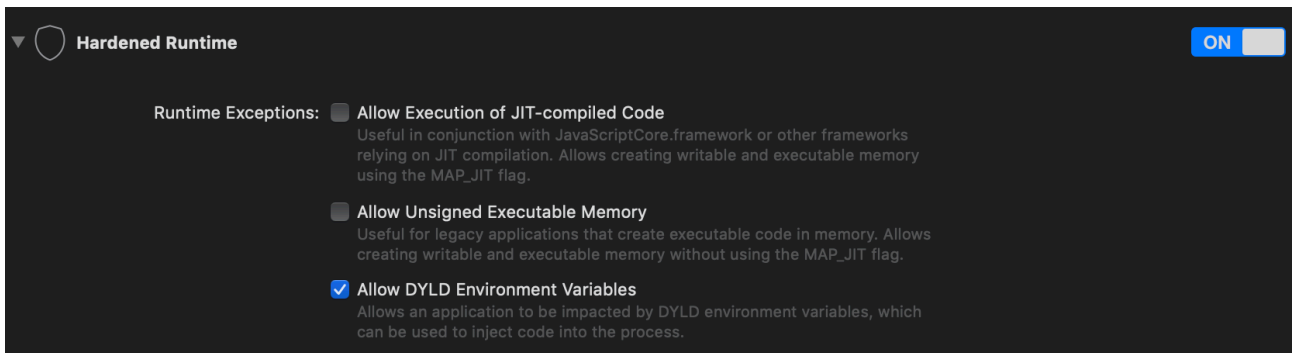 Hardened Runtime
ON
Runtime Exceptions: Allow Execution of JIT-compiled Code
Useful in conjunction with JavaScriptCore.framework or other frameworks
relying on JIT compilation. Allows creating writable and executable memory
using the MAP_JIT flag.
Allow Unsigned Executable Memory
Useful for legacy applications that create executable code in memory. Allows
creating writable and executable memory without using the MAP_JIT flag.
Allow DYLD Environment Variables
Allows an application to be impacted by DYLD environment variables, which
can be used to inject code into the process.